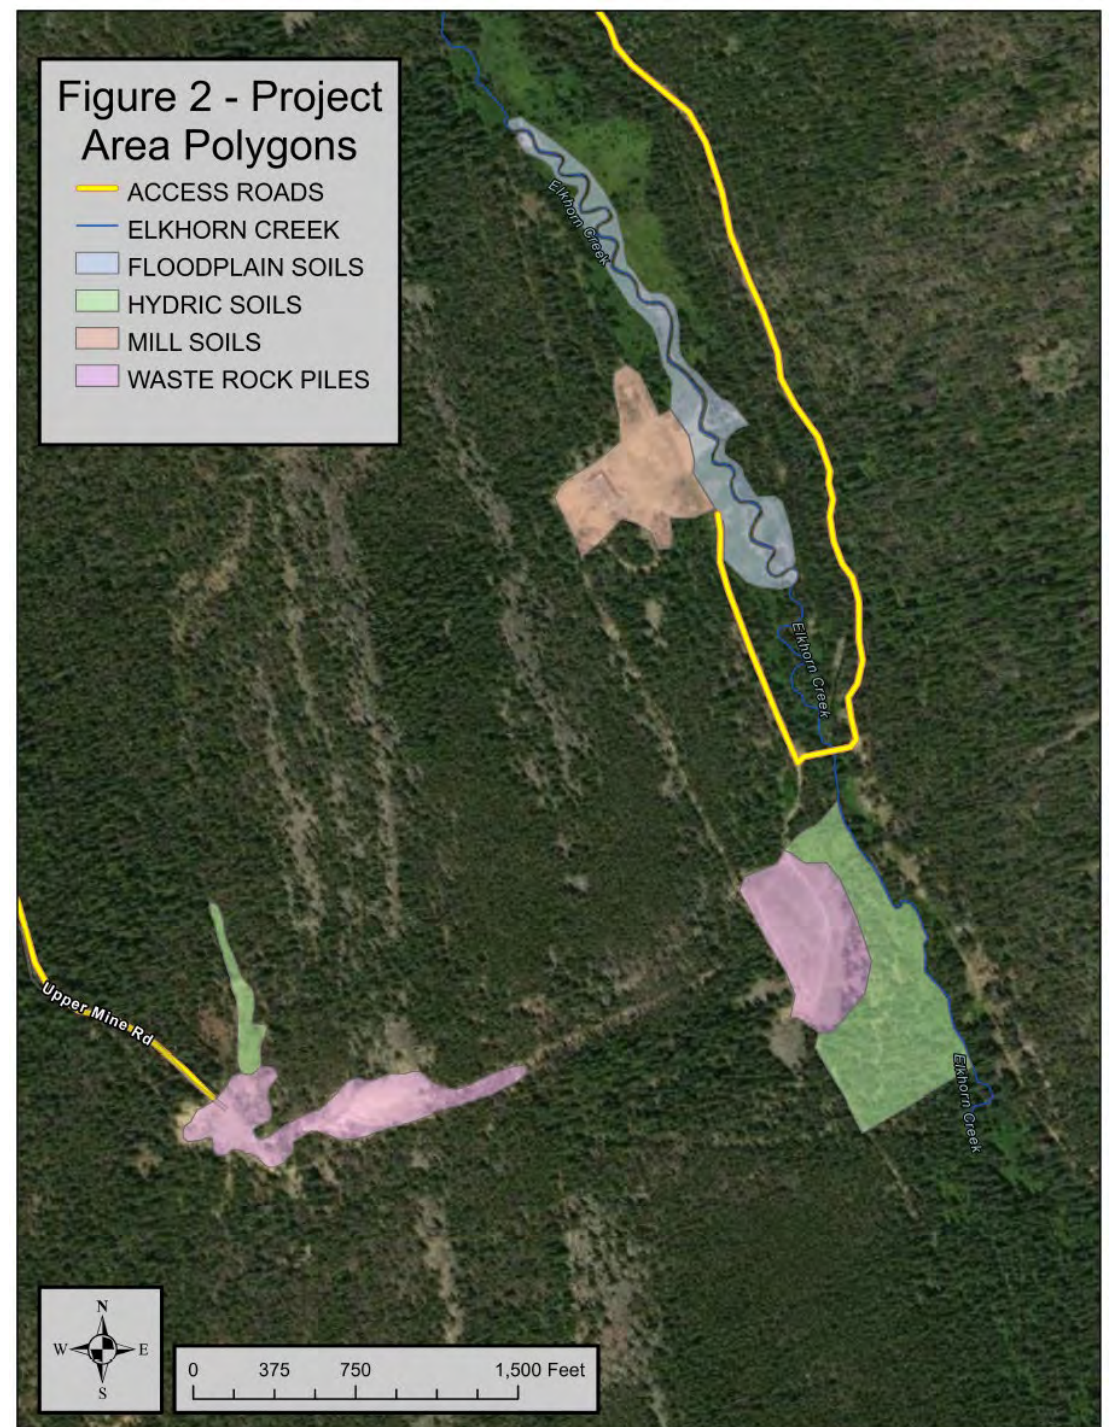 Figure 2 - Project
Area Polygons
ACCESS ROADS
ELKHORN CREEK
FLOODPLAIN SOILS
HYDRIC SOILS
MILL SOILS
WASTE ROCK PILES
Elkhorn Creek
Elkhorn Creek
Upper Mine Rd
Elkhorn Creek
N
W E
S
0 375 750 1,500 Feet